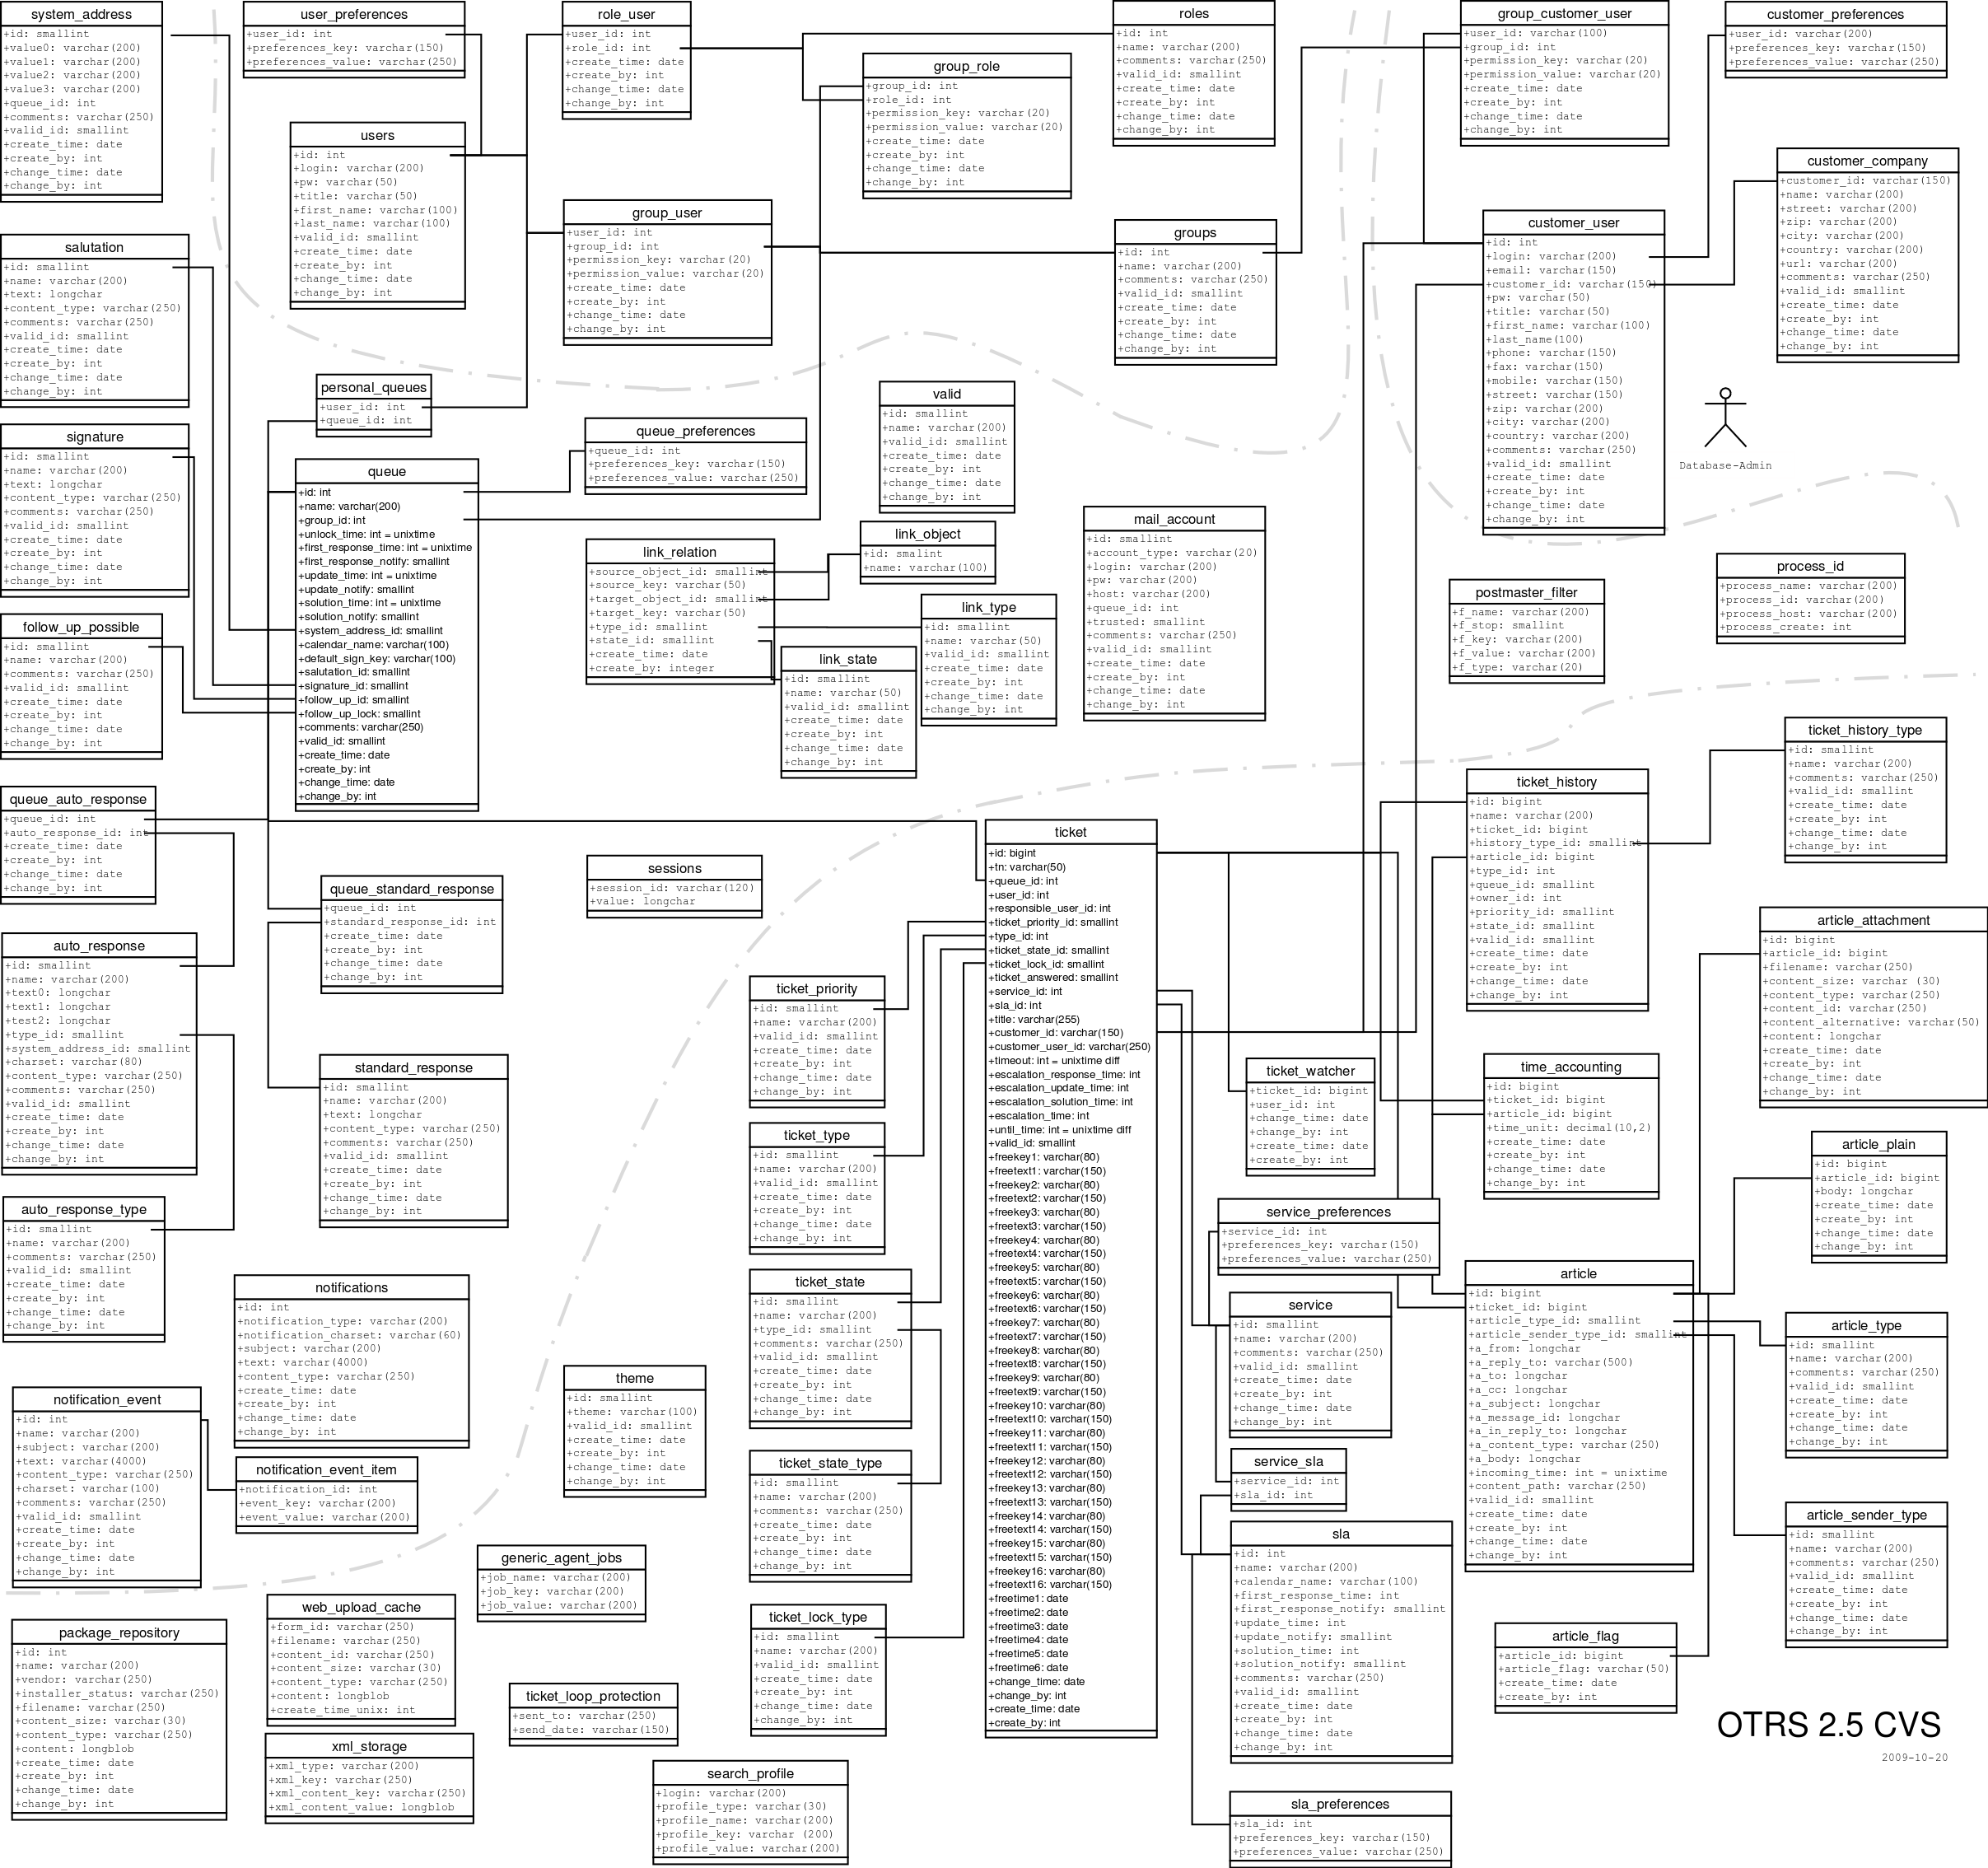 system_address
+id: smallint
+value0: varchar(200)
+value1: varchar(200)
+value2: varchar(200)
+value3: varchar(200)
+queue_id: int
+comments: varchar(250)
+valid_id: smallint
+create_time: date
+create_by: int
+change_time: date
+change_by: int
user_preferences
+user_id: int
+preferences_key: varchar(150)
+preferences_value: varchar(250)
role_user
+user_id: int
+role_id: int
+create_time: date
+create_by: int
+change_time: date
+change_by: int
group_role
+group_id: int
+role_id: int
+permission_key: varchar(20)
+permission_value: varchar(20)
+create_time: date
+create_by: int
+change_time: date
+change_by: int
roles
+id: int
+name: varchar(200)
+comments: varchar(250)
+valid_id: smallint
+create_time: date
+create_by: int
+change_time: date
+change_by: int
group_customer_user
+user_id: varchar(100)
+group_id: int
+permission_key: varchar(20)
+permission_value: varchar(20)
+create_time: date
+create_by: int
+change_time: date
+change_by: int
customer_preferences
+user_id: varchar(200)
+preferences_key: varchar(150)
+preferences_value: varchar(250)
users
+id: int
+login: varchar(200)
+pw: varchar(50)
+title: varchar(50)
+first_name: varchar(100)
+last_name: varchar(100)
+valid_id: smallint
+create_time: date
+create_by: int
+change_time: date
+change_by: int
group_user
+user_id: int
+group_id: int
+permission_key: varchar(20)
+permission_value: varchar(20)
+create_time: date
+create_by: int
+change_time: date
+change_by: int
groups
+id: int
+name: varchar(200)
+comments: varchar(250)
+valid_id: smallint
+create_time: date
+create_by: int
+change_time: date
+change_by: int
customer_user
+id: int
+login: varchar(200)
+email: varchar(150)
+customer_id: varchar(150)
+pw: varchar(50)
+title: varchar(50)
+first_name: varchar(100)
+last_name(100)
+phone: varchar(150)
+fax: varchar(150)
+mobile: varchar(150)
+street: varchar(150)
+zip: varchar(200)
+city: varchar(200)
+country: varchar(200)
+comments: varchar(250)
+valid_id: smallint
+create_time: date
+create_by: int
+change_time: date
+change_by: int
customer_company
+customer_id: varchar(150)
+name: varchar(200)
+street: varchar(200)
+zip: varchar(200)
+city: varchar(200)
+country: varchar(200)
+url: varchar(200)
+comments: varchar(250)
+valid_id: smallint
+create_time: date
+create_by: int
+change_time: date
+change_by: int
Database-Admin
salutation
+id: smallint
+name: varchar(200)
+text: longchar
+content_type: varchar(250)
+comments: varchar(250)
+valid_id: smallint
+create_time: date
+create_by: int
+change_time: date
+change_by: int
signature
+id: smallint
+name: varchar(200)
+text: longchar
+content_type: varchar(250)
+comments: varchar(250)
+valid_id: smallint
+create_time: date
+create_by: int
+change_time: date
+change_by: int
follow_up_possible
+id: smallint
+name: varchar(200)
+comments: varchar(250)
+valid_id: smallint
+create_time: date
+create_by: int
+change_time: date
+change_by: int
personal_queues
+user_id: int
+queue_id: int
queue
+id: int
+name: varchar(200)
+group_id: int
+unlock_time: int = unixtime
+first_response_time: int = unixtime
+first_response_notify: smallint
+update_time: int = unixtime
+update_notify: smallint
+solution_time: int = unixtime
+solution_notify: smallint
+system_address_id: smallint
+calendar_name: varchar(100)
+default_sign_key: varchar(100)
+salutation_id: smallint
+signature_id: smallint
+follow_up_id: smallint
+follow_up_lock: smallint
+comments: varchar(250)
+valid_id: smallint
+create_time: date
+create_by: int
+change_time: date
+change_by: int
queue_preferences
+queue_id: int
+preferences_key: varchar(150)
+preferences_value: varchar(250)
valid
+id: smallint
+name: varchar(200)
+valid_id: smallint
+create_time: date
+create_by: int
+change_time: date
+change_by: int
link_relation
+source_object_id: smallint
+source_key: varchar(50)
+target_object_id: smallint
+target_key: varchar(50)
+type_id: smallint
+state_id: smallint
+create_time: date
+create_by: integer
link_object
+id: smalint
+name: varchar(100)
link_type
+id: smallint
+name: varchar(50)
+valid_id: smallint
+create_time: date
+create_by: int
+change_time: date
+change_by: int
link_state
+id: smallint
+name: varchar(50)
+valid_id: smallint
+create_time: date
+create_by: int
+change_time: date
+change_by: int
mail_account
+id: smallint
+account_type: varchar(20)
+login: varchar(200)
+pw: varchar(200)
+host: varchar(200)
+queue_id: int
+trusted: smallint
+comments: varchar(250)
+valid_id: smallint
+create_time: date
+create_by: int
+change_time: date
+change_by: int
postmaster_filter
+f_name: varchar(200)
+f_stop: smallint
+f_key: varchar(200)
+f_value: varchar(200)
+f_type: varchar(20)
process_id
+process_name: varchar(200)
+process_id: varchar(200)
+process_host: varchar(200)
+process_create: int
queue_auto_response
+queue_id: int
+auto_response_id: int
+create_time: date
+create_by: int
+change_time: date
+change_by: int
auto_response
+id: smallint
+name: varchar(200)
+text0: longchar
+text1: longchar
+test2: longchar
+type_id: smallint
+system_address_id: smallint
+charset: varchar(80)
+content_type: varchar(250)
+comments: varchar(250)
+valid_id: smallint
+create_time: date
+create_by: int
+change_time: date
+change_by: int
auto_response_type
+id: smallint
+name: varchar(200)
+comments: varchar(250)
+valid_id: smallint
+create_time: date
+create_by: int
+change_time: date
+change_by: int
queue_standard_response
+queue_id: int
+standard_response_id: int
+create_time: date
+create_by: int
+change_time: date
+change_by: int
standard_response
+id: smallint
+name: varchar(200)
+text: longchar
+content_type: varchar(250)
+comments: varchar(250)
+valid_id: smallint
+create_time: date
+create_by: int
+change_time: date
+change_by: int
sessions
+session_id: varchar(120)
+value: longchar
notifications
+id: int
+notification_type: varchar(200)
+notification_charset: varchar(60)
+subject: varchar(200)
+text: varchar(4000)
+content_type: varchar(250)
+create_time: date
+create_by: int
+change_time: date
+change_by: int
notification_event
+id: int
+name: varchar(200)
+subject: varchar(200)
+text: varchar(4000)
+content_type: varchar(250)
+charset: varchar(100)
+comments: varchar(250)
+valid_id: smallint
+create_time: date
+create_by: int
+change_time: date
+change_by: int
notification_event_item
+notification_id: int
+event_key: varchar(200)
+event_value: varchar(200)
theme
+id: smallint
+theme: varchar(100)
+valid_id: smallint
+create_time: date
+create_by: int
+change_time: date
+change_by: int
generic_agent_jobs
+job_name: varchar(200)
+job_key: varchar(200)
+job_value: varchar(200)
package_repository
+id: int
+name: varchar(200)
+vendor: varchar(250)
+installer_status: varchar(250)
+filename: varchar(250)
+content_size: varchar(30)
+content_type: varchar(250)
+content: longblob
+create_time: date
+create_by: int
+change_time: date
+change_by: int
web_upload_cache
+form_id: varchar(250)
+filename: varchar(250)
+content_id: varchar(250)
+content_size: varchar(30)
+content_type: varchar(250)
+content: longblob
+create_time_unix: int
xml_storage
+xml_type: varchar(200)
+xml_key: varchar(250)
+xml_content_key: varchar(250)
+xml_content_value: longblob
ticket_loop_protection
+sent_to: varchar(250)
+send_date: varchar(150)
search_profile
+login: varchar(200)
+profile_type: varchar(30)
+profile_name: varchar(200)
+profile_key: varchar (200)
+profile_value: varchar(200)
ticket_priority
+id: smallint
+name: varchar(200)
+valid_id: smallint
+create_time: date
+create_by: int
+change_time: date
+change_by: int
ticket_type
+id: smallint
+name: varchar(200)
+valid_id: smallint
+create_time: date
+create_by: int
+change_time: date
+change_by: int
ticket_state
+id: smallint
+name: varchar(200)
+type_id: smallint
+comments: varchar(250)
+valid_id: smallint
+create_time: date
+create_by: int
+change_time: date
+change_by: int
ticket_state_type
+id: smallint
+name: varchar(200)
+comments: varchar(250)
+create_time: date
+create_by: int
+change_time: date
+change_by: int
ticket_lock_type
+id: smallint
+name: varchar(200)
+valid_id: smallint
+create_time: date
+create_by: int
+change_time: date
+change_by: int
ticket
+id: bigint
+tn: varchar(50)
+queue_id: int
+user_id: int
+responsible_user_id: int
+ticket_priority_id: smallint
+type_id: int
+ticket_state_id: smallint
+ticket_lock_id: smallint
+ticket_answered: smallint
+service_id: int
+sla_id: int
+title: varchar(255)
+customer_id: varchar(150)
+customer_user_id: varchar(250)
+timeout: int = unixtime diff
+escalation_response_time: int
+escalation_update_time: int
+escalation_solution_time: int
+escalation_time: int
+until_time: int = unixtime diff
+valid_id: smallint
+freekey1: varchar(80)
+freetext1: varchar(150)
+freekey2: varchar(80)
+freetext2: varchar(150)
+freekey3: varchar(80)
+freetext3: varchar(150)
+freekey4: varchar(80)
+freetext4: varchar(150)
+freekey5: varchar(80)
+freetext5: varchar(150)
+freekey6: varchar(80)
+freetext6: varchar(150)
+freekey7: varchar(80)
+freetext7: varchar(150)
+freekey8: varchar(80)
+freetext8: varchar(150)
+freekey9: varchar(80)
+freetext9: varchar(150)
+freekey10: varchar(80)
+freetext10: varchar(150)
+freekey11: varchar(80)
+freetext11: varchar(150)
+freekey12: varchar(80)
+freetext12: varchar(150)
+freekey13: varchar(80)
+freetext13: varchar(150)
+freekey14: varchar(80)
+freetext14: varchar(150)
+freekey15: varchar(80)
+freetext15: varchar(150)
+freekey16: varchar(80)
+freetext16: varchar(150)
+freetime1: date
+freetime2: date
+freetime3: date
+freetime4: date
+freetime5: date
+freetime6: date
+change_time: date
+change_by: int
+create_time: date
+create_by: int
ticket_history
+id: bigint
+name: varchar(200)
+ticket_id: bigint
+history_type_id: smallint
+article_id: bigint
+type_id: int
+queue_id: smallint
+owner_id: int
+priority_id: smallint
+state_id: smallint
+valid_id: smallint
+create_time: date
+create_by: int
+change_time: date
+change_by: int
ticket_history_type
+id: smallint
+name: varchar(200)
+comments: varchar(250)
+valid_id: smallint
+create_time: date
+create_by: int
+change_time: date
+change_by: int
article_attachment
+id: bigint
+article_id: bigint
+filename: varchar(250)
+content_size: varchar (30)
+content_type: varchar(250)
+content_id: varchar(250)
+content_alternative: varchar(50)
+content: longchar
+create_time: date
+create_by: int
+change_time: date
+change_by: int
ticket_watcher
+ticket_id: bigint
+user_id: int
+change_time: date
+change_by: int
+create_time: date
+create_by: int
time_accounting
+id: bigint
+ticket_id: bigint
+article_id: bigint
+time_unit: decimal(10,2)
+create_time: date
+create_by: int
+change_time: date
+change_by: int
article_plain
+id: bigint
+article_id: bigint
+body: longchar
+create_time: date
+create_by: int
+change_time: date
+change_by: int
service_preferences
+service_id: int
+preferences_key: varchar(150)
+preferences_value: varchar(250)
service
+id: smallint
+name: varchar(200)
+comments: varchar(250)
+valid_id: smallint
+create_time: date
+create_by: int
+change_time: date
+change_by: int
service_sla
+service_id: int
+sla_id: int
sla
+id: int
+name: varchar(200)
+calendar_name: varchar(100)
+first_response_time: int
+first_response_notify: smallint
+update_time: int
+update_notify: smallint
+solution_time: int
+solution_notify: smallint
+comments: varchar(250)
+valid_id: smallint
+create_time: date
+create_by: int
+change_time: date
+change_by: int
sla_preferences
+sla_id: int
+preferences_key: varchar(150)
+preferences_value: varchar(250)
article
+id: bigint
+ticket_id: bigint
+article_type_id: smallint
+article_sender_type_id: smallint
+a_from: longchar
+a_reply_to: varchar(500)
+a_to: longchar
+a_cc: longchar
+a_subject: longchar
+a_message_id: longchar
+a_in_reply_to: longchar
+a_content_type: varchar(250)
+a_body: longchar
+incoming_time: int = unixtime
+content_path: varchar(250)
+valid_id: smallint
+create_time: date
+create_by: int
+change_time: date
+change_by: int
article_type
+id: smallint
+name: varchar(200)
+comments: varchar(250)
+valid_id: smallint
+create_time: date
+create_by: int
+change_time: date
+change_by: int
article_sender_type
+id: smallint
+name: varchar(200)
+comments: varchar(250)
+valid_id: smallint
+create_time: date
+create_by: int
+change_time: date
+change_by: int
article_flag
+article_id: bigint
+article_flag: varchar(50)
+create_time: date
+create_by: int
OTRS 2.5 CVS
2009-10-20